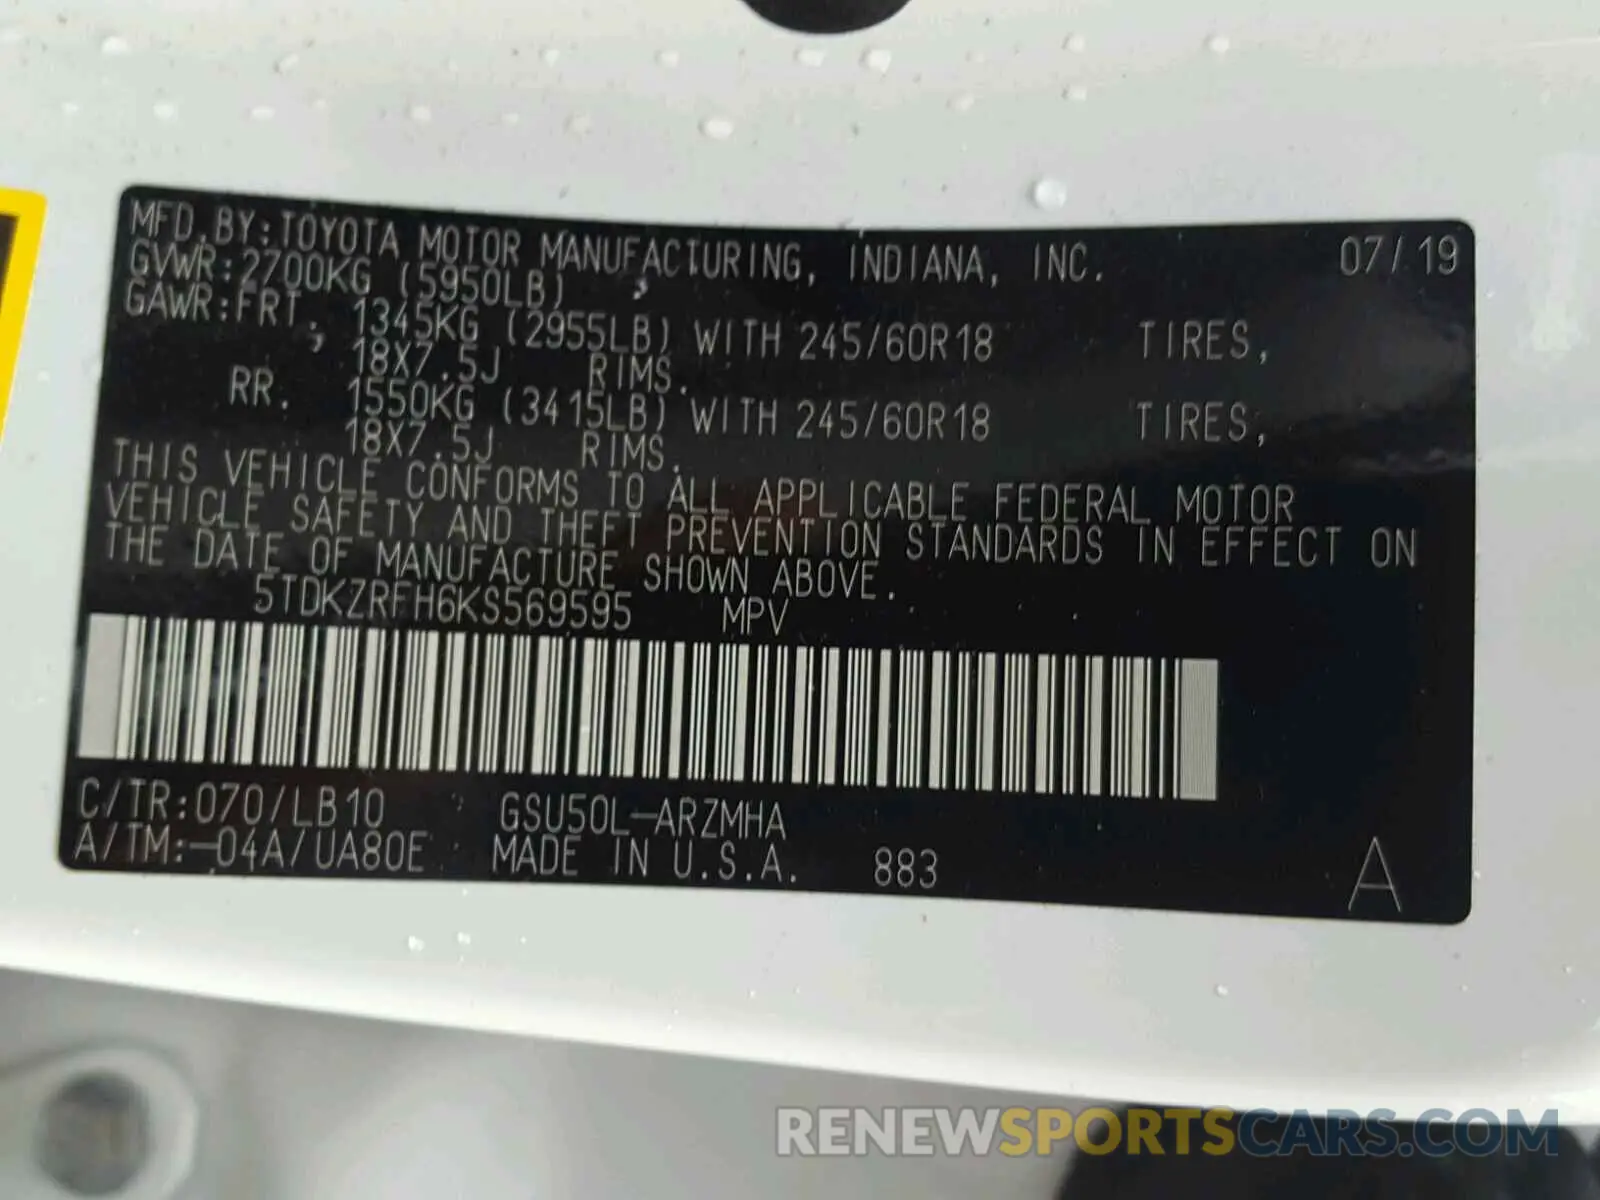 MFD.BY:TOYOTA MOTOR MANUFACTURING, INDIANA, INC. 07/19
GVWR:2700KG (5950LB)
GAWR:FRT. 1345KG (2955LB) WITH 245/60R18 TIRES,
18X7.5J RIMS.
RR. 1550KG (3415LB) WITH 245/60R18 TIRES,
18X7.5J RIMS.
THIS VEHICLE CONFORMS TO ALL APPLICABLE FEDERAL MOTOR
VEHICLE SAFETY AND THEFT PREVENTION STANDARDS IN EFFECT ON
THE DATE OF MANUFACTURE SHOWN ABOVE.
5TDKZRFH6KS569595 MPV
C/TR:070/LB10 GSU50L-ARZMHA
A/TM:-04A/UA80E MADE IN U.S.A. 883 A
RENEWSPORTSCARS.COM